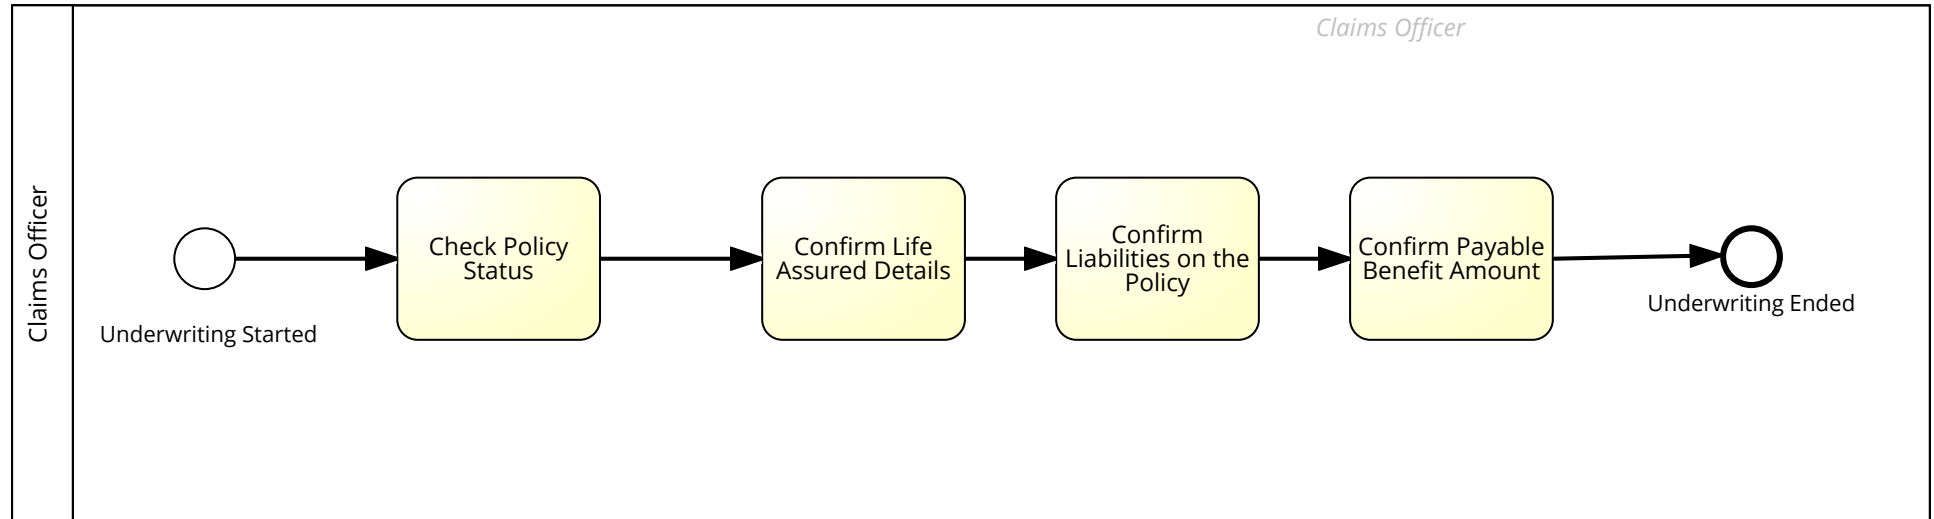 Claims Officer
Claims Officer
Underwriting Started
Check Policy
Status
Confirm Life
Assured Details
Confirm
Liabilities on the
Policy
Confirm Payable
Benefit Amount
Underwriting Ended